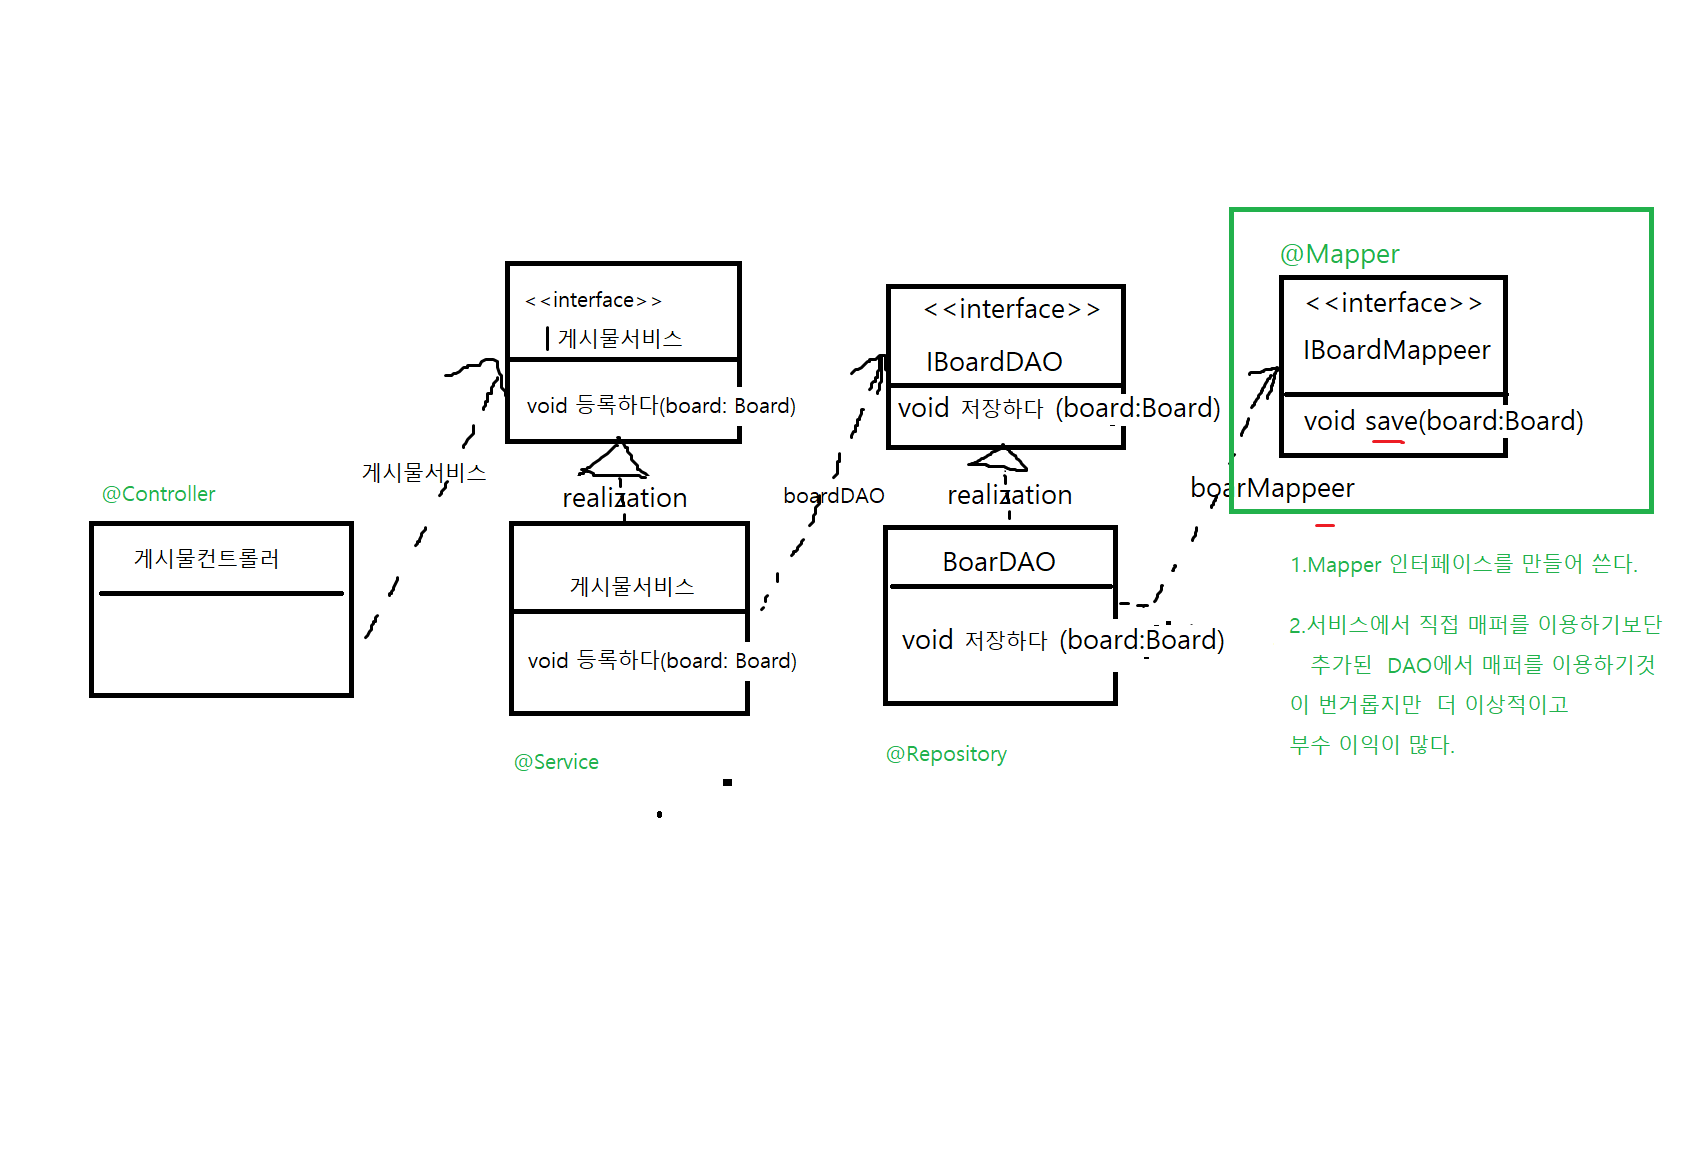 @Controller
게시물컨트롤러
게시물서비스
<<interface>>
I 게시물서비스
void 등록하다(board: Board)
realization
게시물서비스
void 등록하다(board: Board)
@Service
boardDAO
<<interface>>
IBoardDAO
void 저장하다 (board:Board)
realization
BoarDAO
void 저장하다 (board:Board)
@Repository
@Mapper
<<interface>>
IBoardMappeer
void save(board:Board)
boarMappeer
1.Mapper 인터페이스를 만들어 쓴다.
2.서비스에서 직접 매퍼를 이용하기보단
추가된 DAO에서 매퍼를 이용하기것
이 번거롭지만 더 이상적이고
부수 이익이 많다.